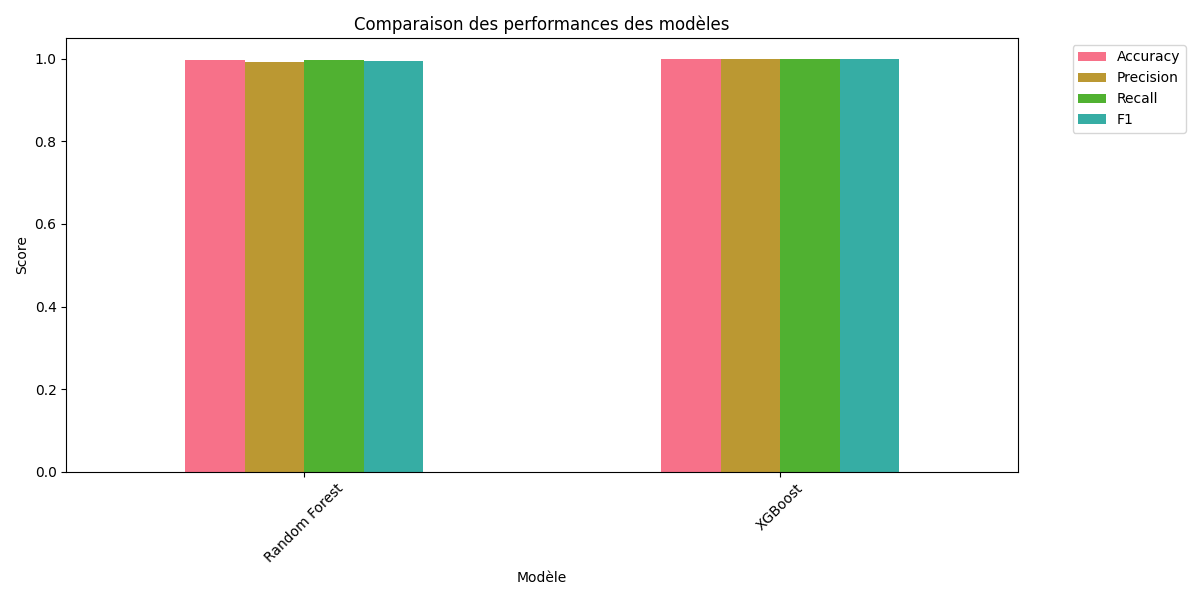 Comparaison des performances des modèles
Accuracy
Precision
Recall
F1
Score
1.0
0.8
0.6
0.4
0.2
0.0
Random Forest
XGBoost
Modèle